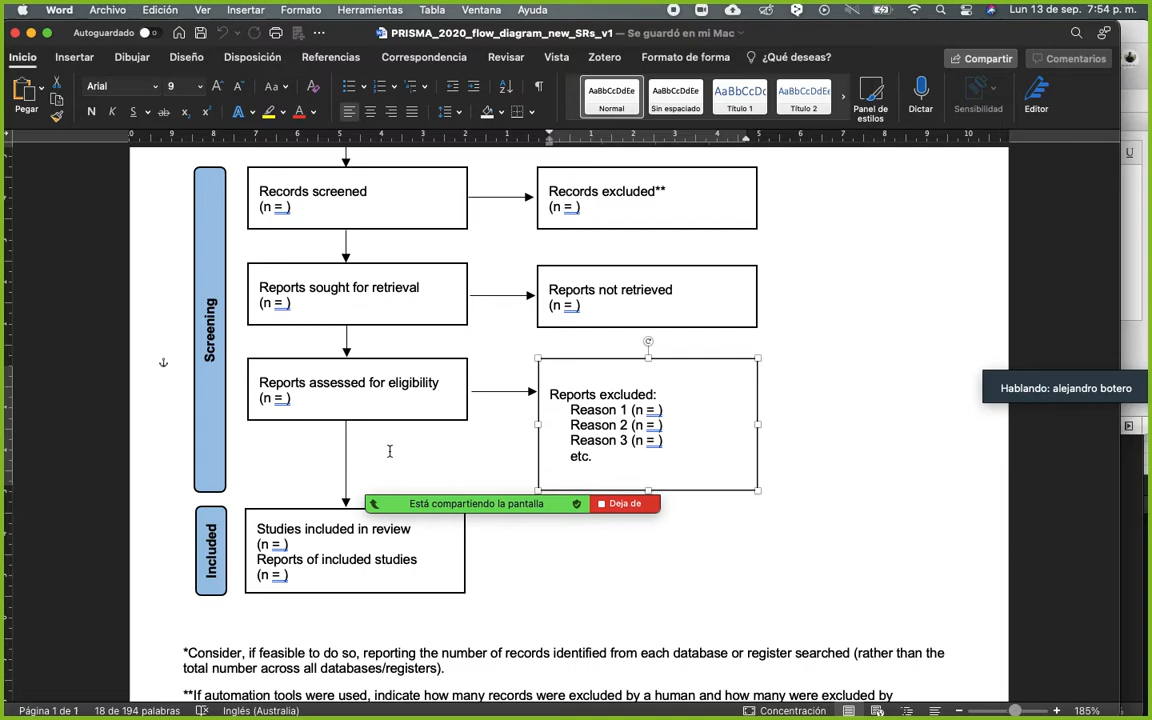 Word Archivo Edición Ver Insertar Formato Herramientas Tabla Ventana Ayuda Lun 13 de sep. 7:54 p. m.
Autoguardado PRISMA_2020_flow_diagram_new_SRs_v1 — Se guardó en mi Mac
Inicio Insertar Dibujar Diseño Disposición Referencias Correspondencia Revisar Vista Zotero Formato de forma ¿Qué deseas? Compartir Comentarios
Pegar
Arial 9
AaBbCcDdEe
Normal
AaBbCcDdEe
Sin espaciado
AaBbCcDc
Título 1
AaBbCcDdEe
Título 2
Panel de estilos
Dictar
Sensibilidad
Editor
Screening
Records screened
(n = )
Records excluded**
(n = )
Reports sought for retrieval
(n = )
Reports not retrieved
(n = )
Reports assessed for eligibility
(n = )
Reports excluded:
Reason 1 (n = )
Reason 2 (n = )
Reason 3 (n = )
etc.
Hablando: alejandro botero
Está compartiendo la pantalla Deja de
Included
Studies included in review
(n = )
Reports of included studies
(n = )
*Consider, if feasible to do so, reporting the number of records identified from each database or register searched (rather than the
total number across all databases/registers).
**If automation tools were used, indicate how many records were excluded by a human and how many were excluded by
Página 1 de 1 18 de 194 palabras Inglés (Australia) Concentración 185%